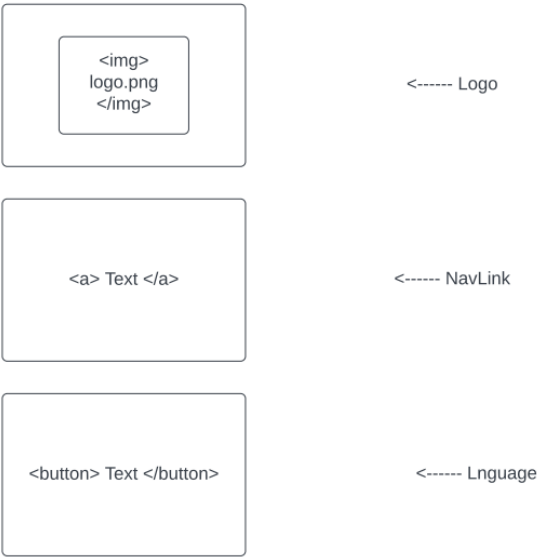 <img>
logo.png
</img>
<------ Logo
<a> Text </a>
<------ NavLink
<button> Text </button>
<------ Lnguage